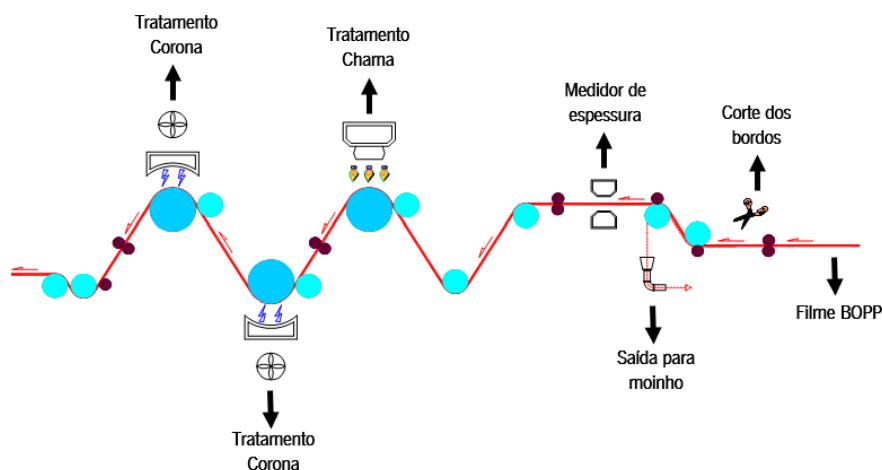 Tratamento
Corona
Tratamento
Chama
Medidor de
espessura
Corte dos
bordos
Filme BOPP
Saída para
moinho
Tratamento
Corona